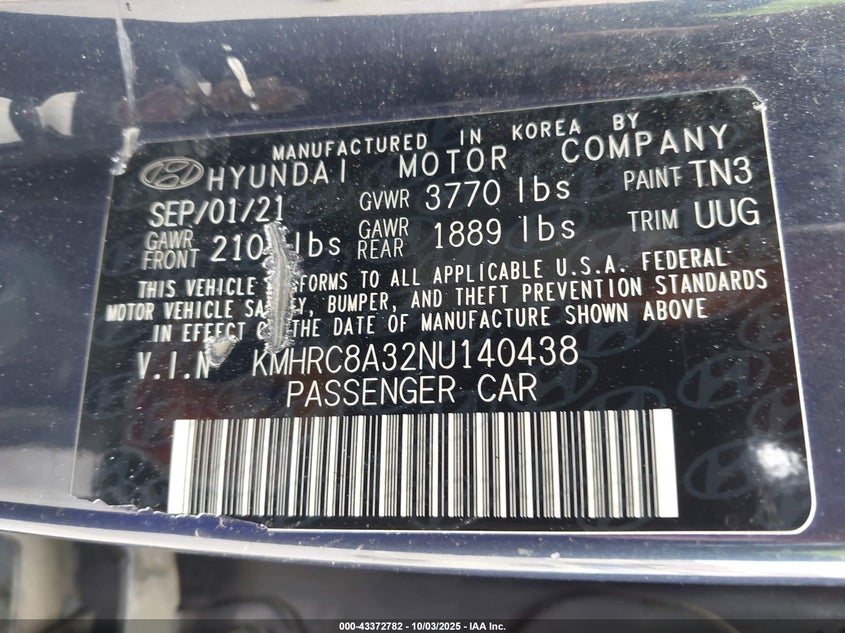 MANUFACTURED IN KOREA BY
HYUNDAI MOTOR COMPANY
SEP/01/21 GVWR 3770 lbs PAINT TN3
GAWR FRONT lbs GAWR REAR 1889 lbs TRIM UUG
THIS VEHICLE TO ALL APPLICABLE U.S.A. FEDERAL
MOTOR VEHICLE BUMPER, AND THEFT PREVENTION STANDARDS
IN EFFECT THE DATE OF MANUFACTURE SHOWN ABOVE
V.I.N KMHRC8A32NU140438
PASSENGER CAR
000-43372782 | 10/03/2025 - IAA Inc.